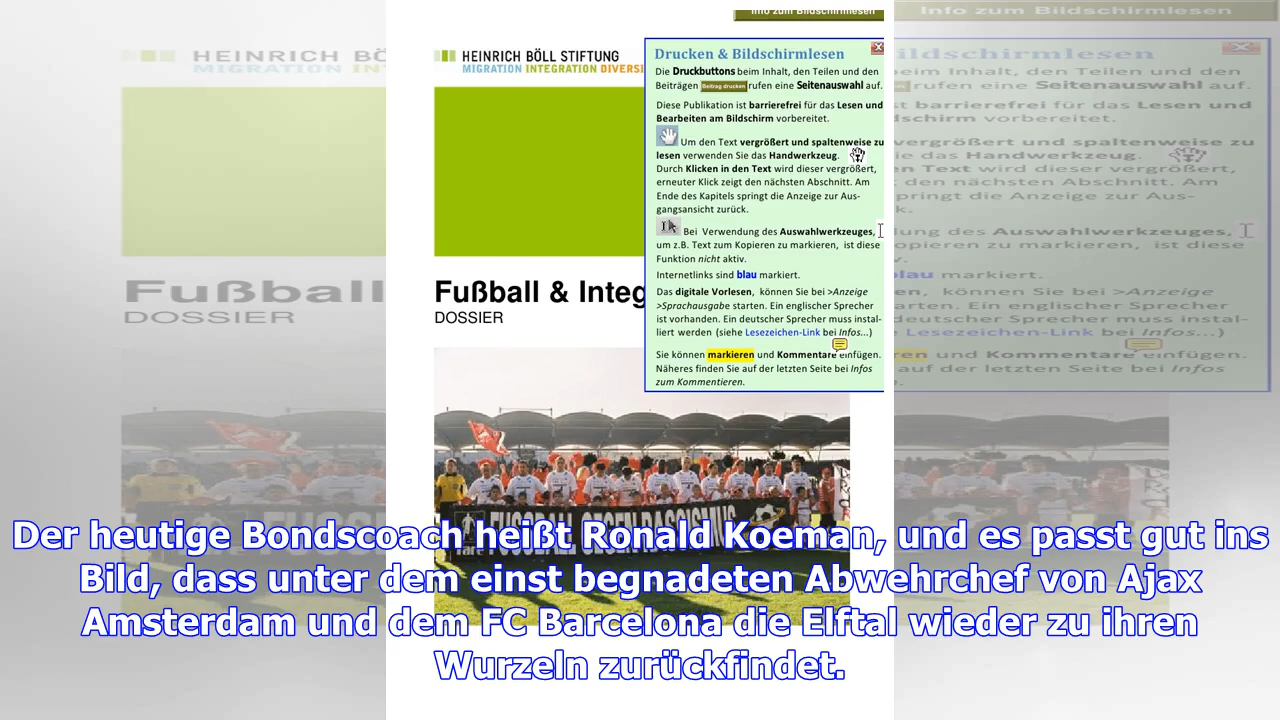 Info zum Bildschirmlesen
HEINRICH BÖLL STIFTUNG
MIGRATION INTEGRATION DIVERSI
Drucken & Bildschirmlesen
Die Druckbuttons beim Inhalt, den Teilen und den
Beiträgen Beitrag drucken rufen eine Seitenauswahl auf.
Diese Publikation ist barrierefrei für das Lesen und
Bearbeiten am Bildschirm vorbereitet.
Um den Text vergrößert und spaltenweise zu
lesen verwenden Sie das Handwerkzeug.
Durch Klicken in den Text wird dieser vergrößert,
erneuter Klick zeigt den nächsten Abschnitt. Am
Ende des Kapitels springt die Anzeige zur Aus-
gangsansicht zurück.
Bei Verwendung des Auswahlwerkzeuges,
um z.B. Text zum Kopieren zu markieren, ist diese
Funktion nicht aktiv.
Internetlinks sind blau markiert.
Das digitale Vorlesen, können Sie bei >Anzeige
>Sprachausgabe starten. Ein englischer Sprecher
ist vorhanden. Ein deutscher Sprecher muss instal-
liert werden (siehe Lesezeichen-Link bei Infos...)
Sie können markieren und Kommentare einfügen.
Näheres finden Sie auf der letzten Seite bei Infos
zum Kommentieren.
Fußball & Integ
DOSSIER
FUSSBALL GEGEN RASSISMUS
Der heutige Bondscoach heißt Ronald Koeman, und es passt gut ins
Bild, dass unter dem einst begnadeten Abwehrchef von Ajax
Amsterdam und dem FC Barcelona die Elftal wieder zu ihren
Wurzeln zurückfindet.